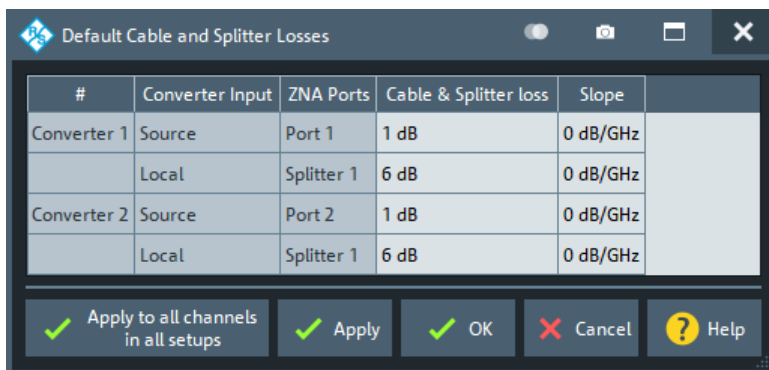 R&S Default Cable and Splitter Losses
# Converter Input ZNA Ports Cable & Splitter loss Slope
Converter 1 Source Port 1 1 dB 0 dB/GHz
Local Splitter 1 6 dB 0 dB/GHz
Converter 2 Source Port 2 1 dB 0 dB/GHz
Local Splitter 1 6 dB 0 dB/GHz
Apply to all channels
in all setups
Apply
OK
Cancel
? Help